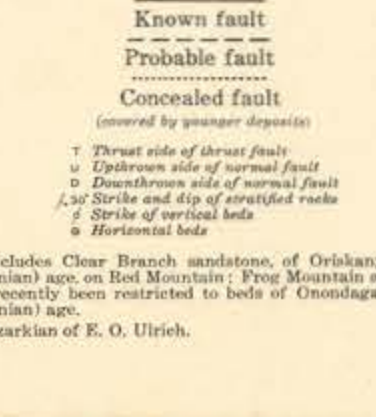 Known fault
Probable fault
Concealed fault
(covered by younger deposits)
T Thrust side of thrust fault
U Upthrown side of normal fault
D Downthrown side of normal fault
30° Strike and dip of stratified rocks
Strike of vertical beds
⊕ Horizontal beds
cludes Clear Branch sandstone, of Oriskan
nian) age, on Red Mountain; Frog Mountain s
recently been restricted to beds of Onondaga
nian) age.
zarkian of E. O. Ulrich.